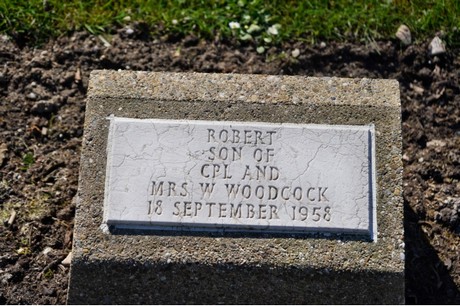 ROBERT
SON OF
CPL AND
MRS W WOODCOCK
18 SEPTEMBER 1958